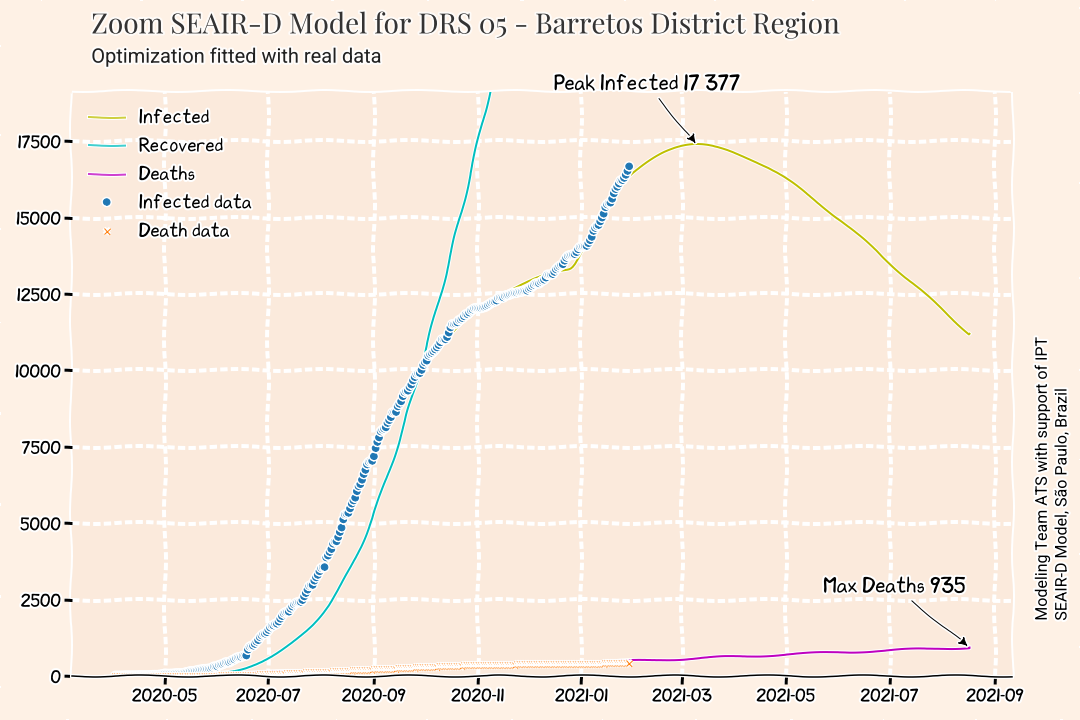 Zoom SEAIR-D Model for DRS 05 - Barretos District Region
Optimization fitted with real data
Peak Infected 17 377
Infected
Recovered
Deaths
Infected data
Death data
17500
15000
12500
10000
7500
5000
2500
0
Max Deaths 935
2020-05 2020-07 2020-09 2020-11 2021-01 2021-03 2021-05 2021-07 2021-09
Modeling Team ATS with support of IPT
SEAIR-D Model, São Paulo, Brazil